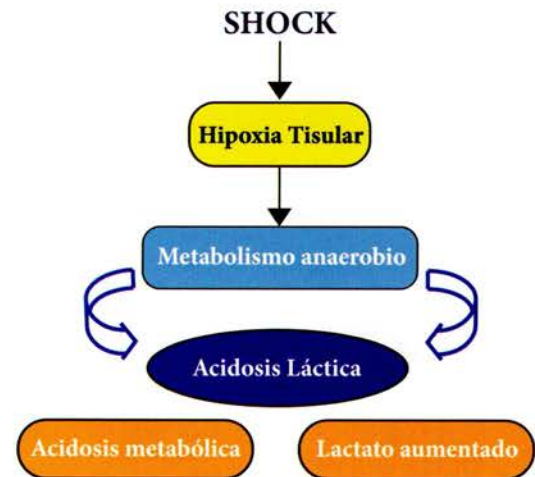 SHOCK
Hipoxia Tisular
Metabolismo anaerobio
Acidosis Láctica
Acidosis metabólica
Lactato aumentado